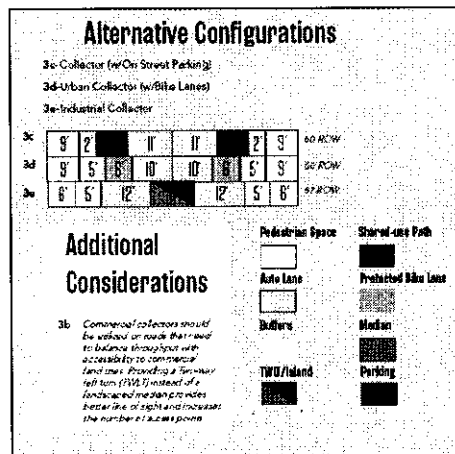 Alternative Configurations
3c-Collector (w/On Street Parking)
3d-Urban Collector (w/Bike Lanes)
3e-Industrial Collector
3c 9' 2' 11' 11' 2' 9' 60 ROW
3d 9' 5' 6' 10' 10' 6' 5' 9' ROW
3e 6' 5' 12' 12' 5' 6' ROW
Additional
Considerations
3b Commercial collectors should
be utilized on roads that need
to balance throughput with
accessibility to commercial
land uses. Providing a Two-way
left turn (TWLT) instead of a
landscaped median provides
better line of sight and increases
the number of access points
Pedestrian Space Shared-use Path
Auto Lane Protected Bike Lane
Buffers Median
/Island Parking